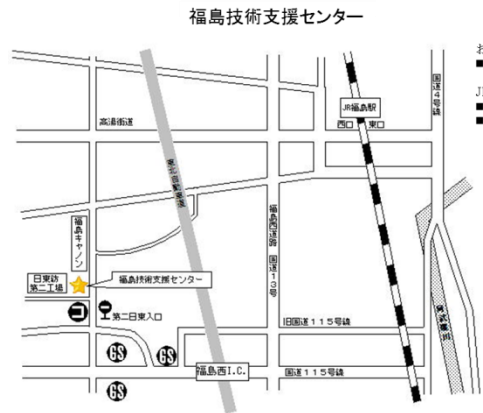 福島技術支援センター
お
J
国道4号線
JR福島駅
西口 東口
高湯街道
東北自動車道
福島キヤノン
福島西道路 国道13号
日東紡
第二工場
福島技術支援センター
第二日東入口
旧国道115号線
GS
GS
福島西I.C.
国道115号線
GS